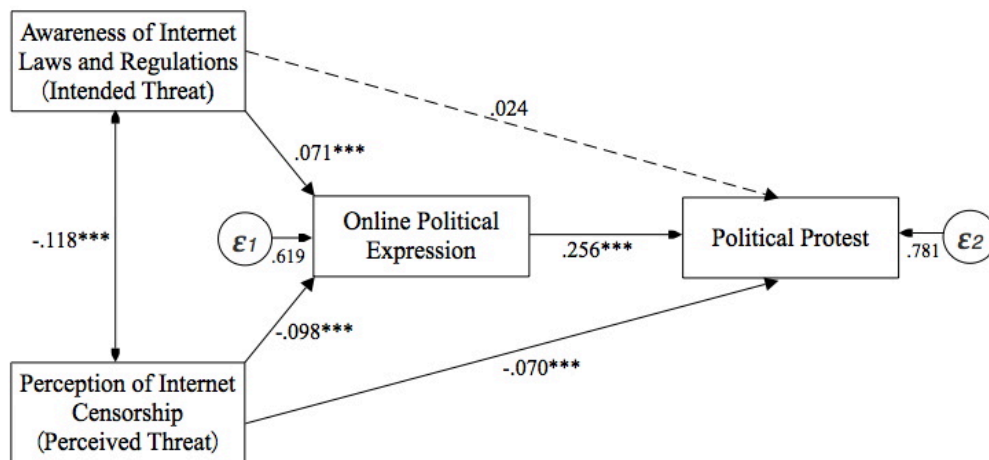 Awareness of Internet
Laws and Regulations
(Intended Threat)
.024
.071***
-.118***
ε1
.619
Online Political
Expression
.256***
Political Protest
.781
ε2
-.098***
-.070***
Perception of Internet
Censorship
(Perceived Threat)